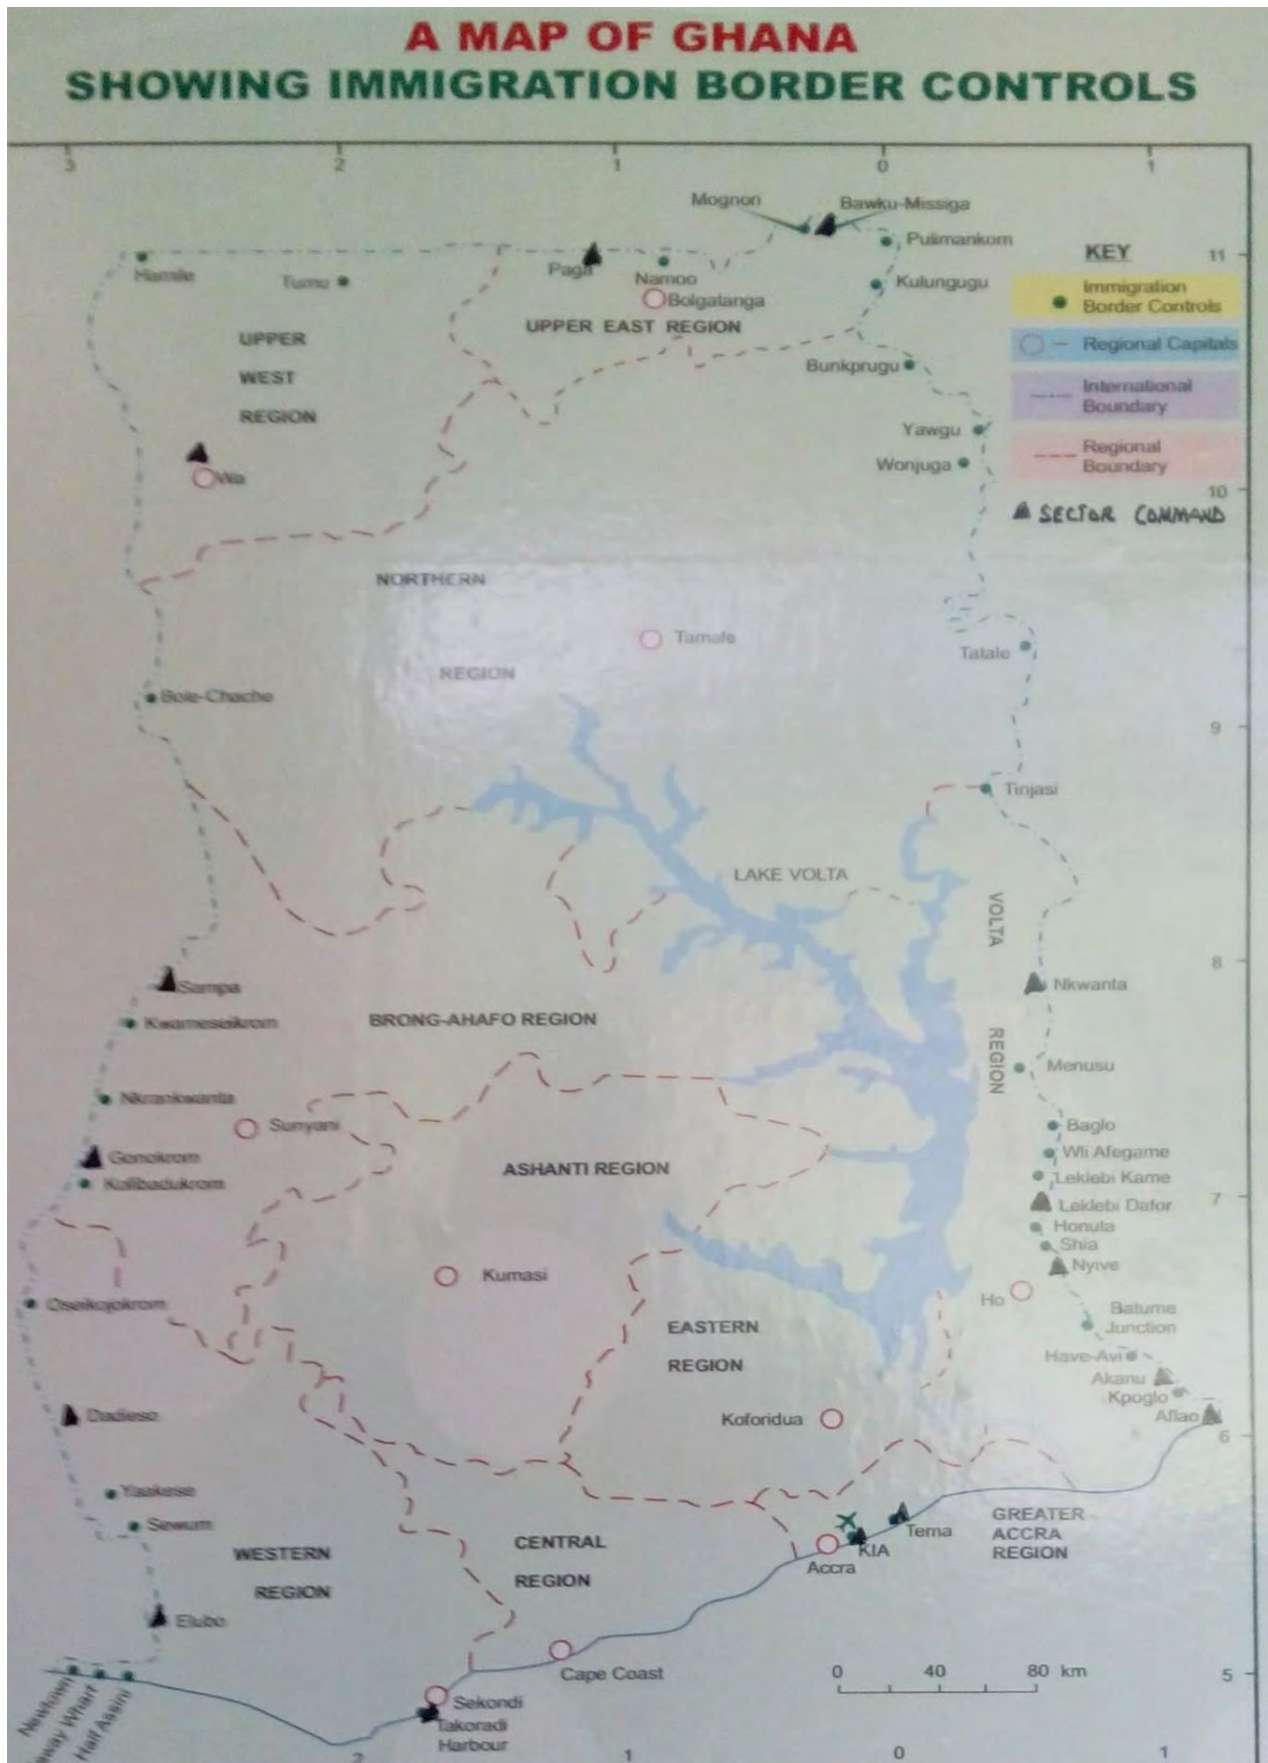 A MAP OF GHANA
SHOWING IMMIGRATION BORDER CONTROLS
3
2
1
0
1
Mognon
Bawku-Missiga
Pulimankom
KEY
11
Hamile
Tumu
Paga
Namoo
Kulungugu
Immigration
Border Controls
Bolgatanga
UPPER EAST REGION
UPPER
WEST
REGION
Regional Capitals
Bunkprugu
International
Boundary
Yawgu
Regional
Boundary
Wonjuga
Wa
10
SECTOR COMMAND
NORTHERN
REGION
Tamale
Tatale
Bole-Chache
9
Tinjasi
LAKE VOLTA
VOLTA
REGION
8
Sampa
Nkwanta
Kwameseikrom
BRONG-AHAFO REGION
Menusu
Nkrankwanta
Sunyani
Baglo
Wli Afegame
Gonokrom
ASHANTI REGION
Leklebi Kame
Kofibadukrom
7
Leklebi Dafor
Honuta
Shia
Nyive
Kumasi
Ho
Oseikojokrom
Batume
Junction
EASTERN
REGION
Have-Avi
Akanu
Kpoglo
Aflao
Dadieso
Koforidua
6
Yaakese
Sewum
GREATER
ACCRA
REGION
Tema
KIA
Accra
WESTERN
REGION
CENTRAL
REGION
Elubo
Cape Coast
0 40 80 km
5
Newtown
away Wharf
Half Assini
Sekondi
Takoradi
Harbour
2
1
0
1